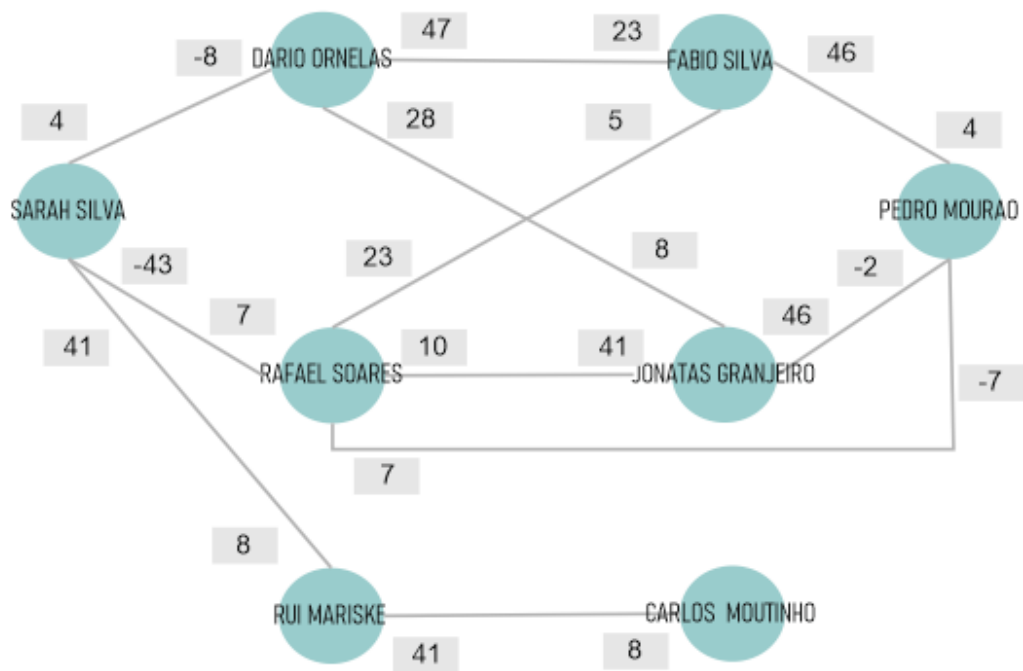 47
23
-8
DARIO ORNELAS
FABIO SILVA
46
4
28
5
4
SARAH SILVA
PEDRO MOURAO
-43
23
8
-2
7
46
41
10
41
RAFAEL SOARES
JONATAS GRANJEIRO
-7
7
8
RUI MARISKE
CARLOS MOUTINHO
41
8